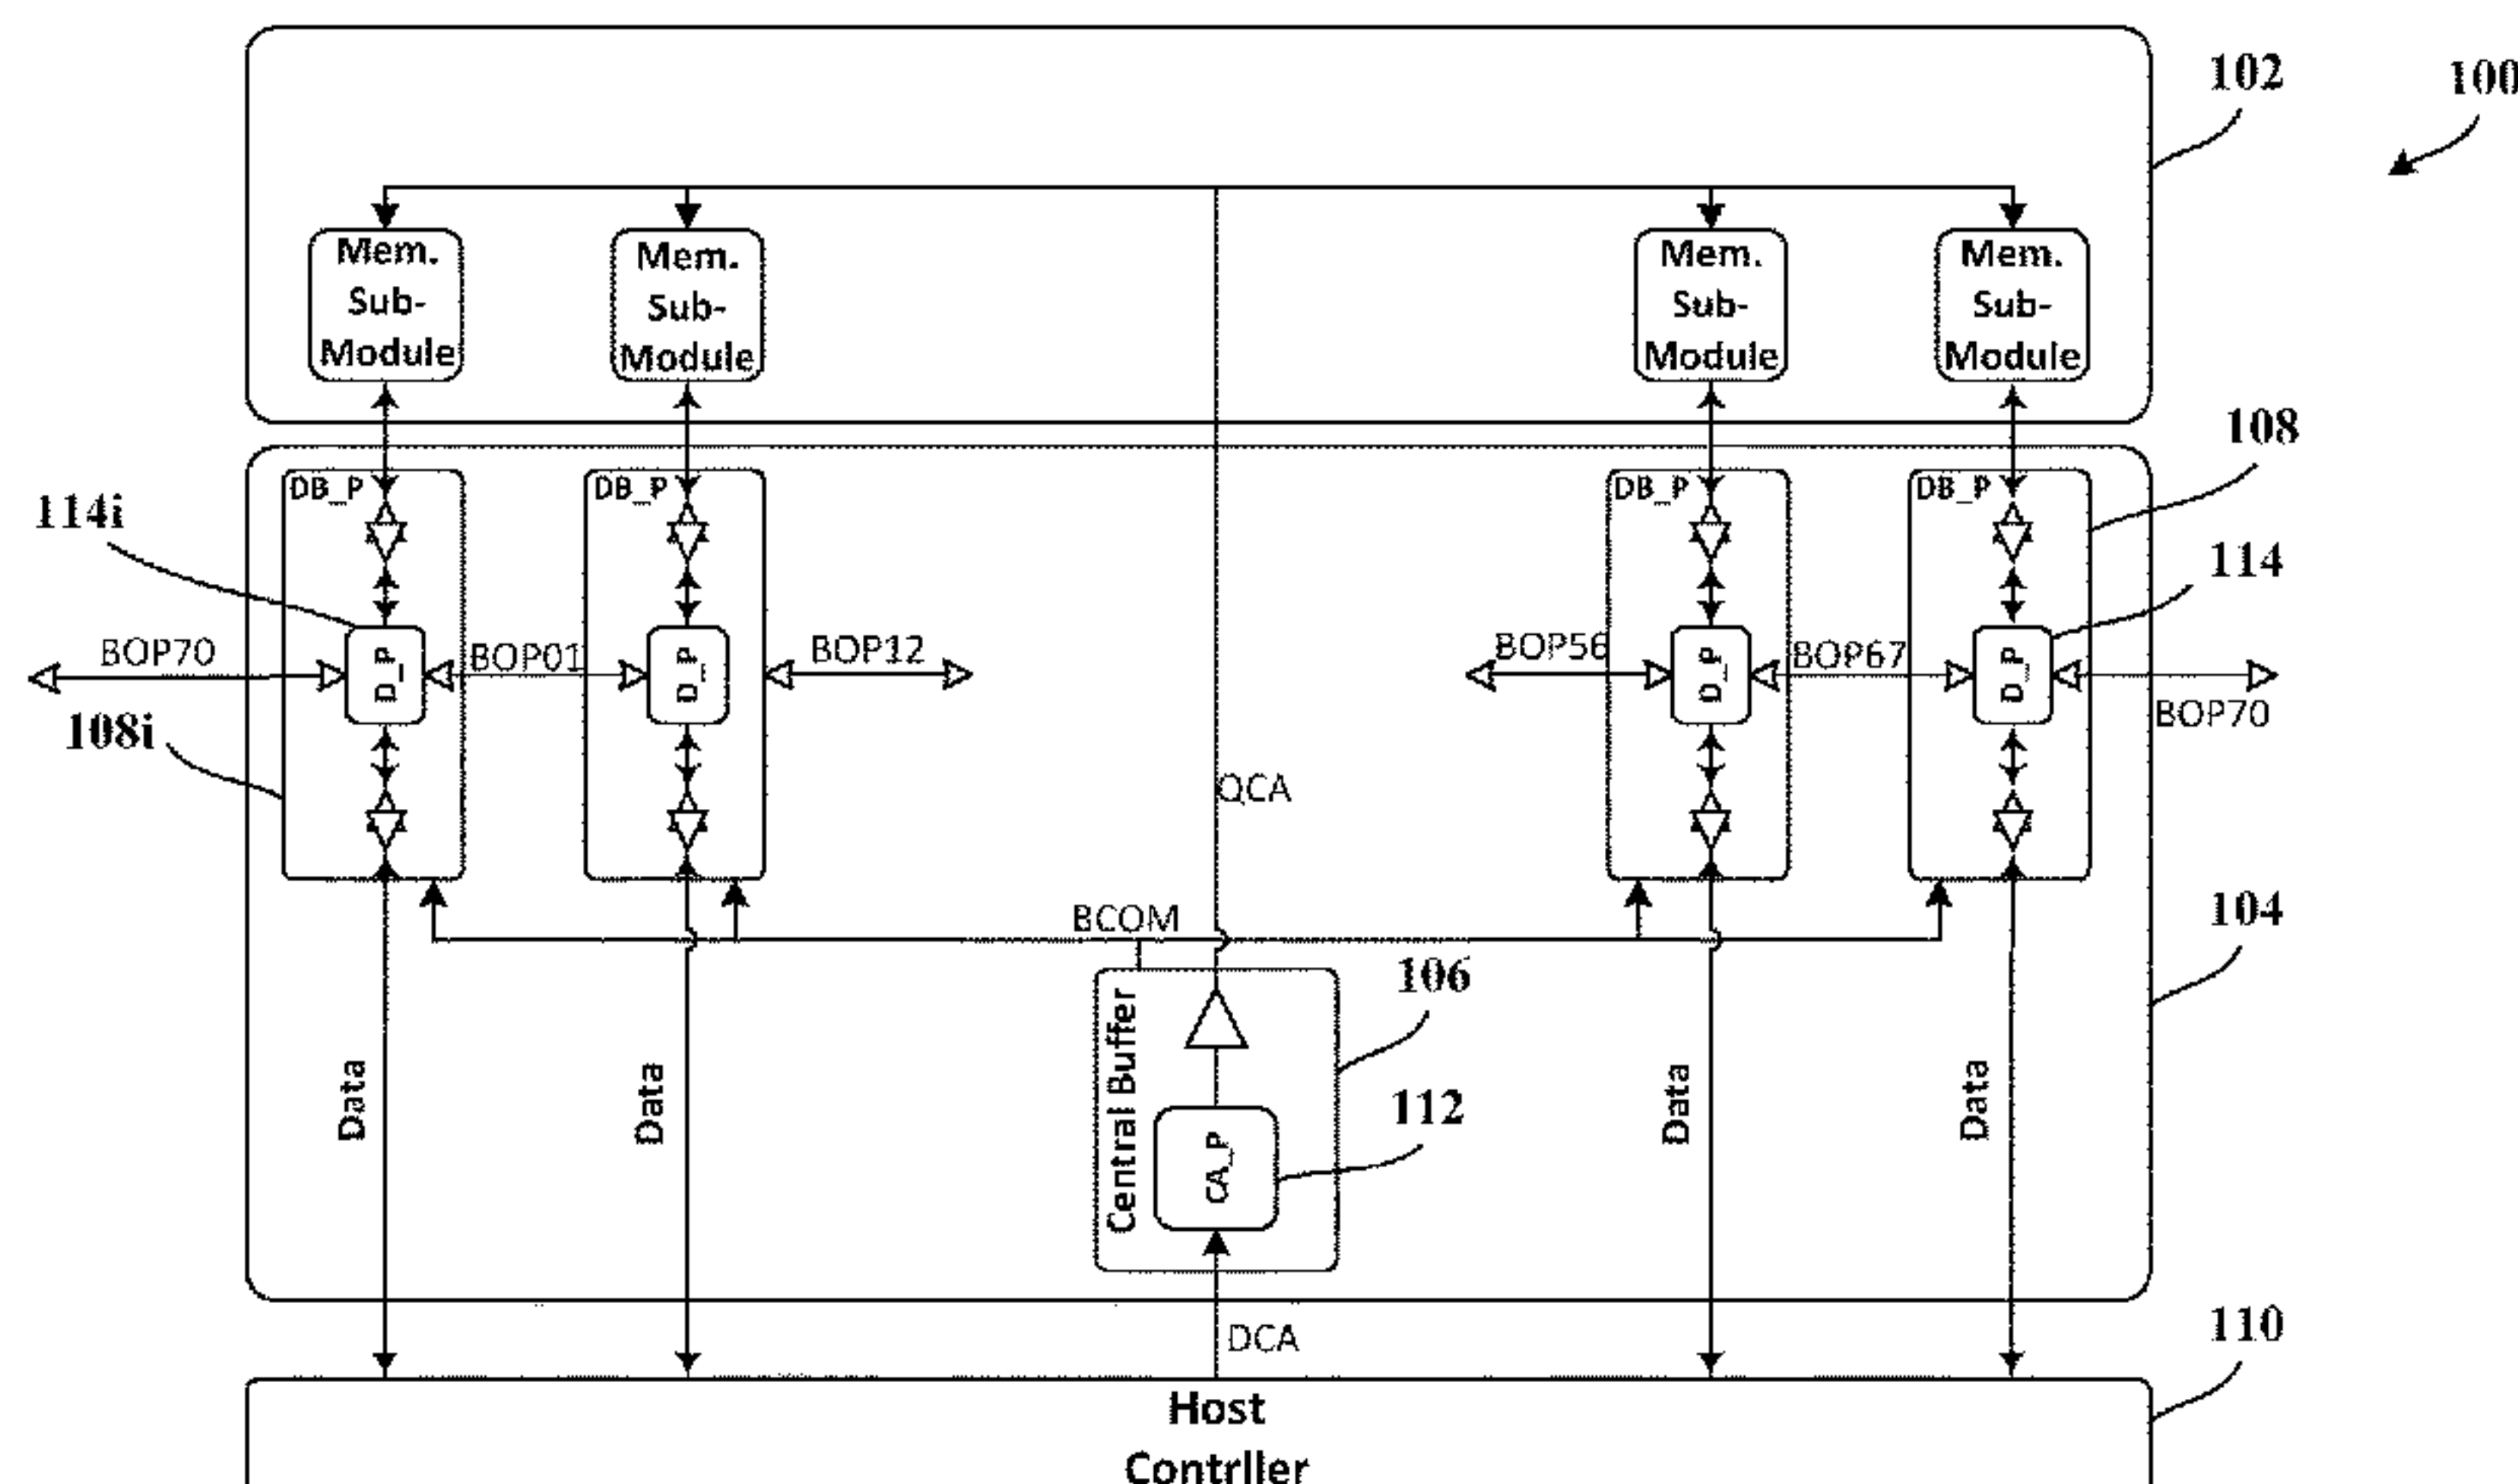 102
100
Mem.
Sub-
Module
Mem.
Sub-
Module
Mem.
Sub-
Module
Mem.
Sub-
Module
108
DB_P
DB_P
DB_P
DB_P
114i
114
BOP70
D_P
BOP01
D_P
BOP12
BOP56
D_P
BOP67
D_P
BOP70
108i
QCA
BCOM
104
106
Central Buffer
112
CA_P
Data
Data
Data
Data
DCA
110
Host
Contrller